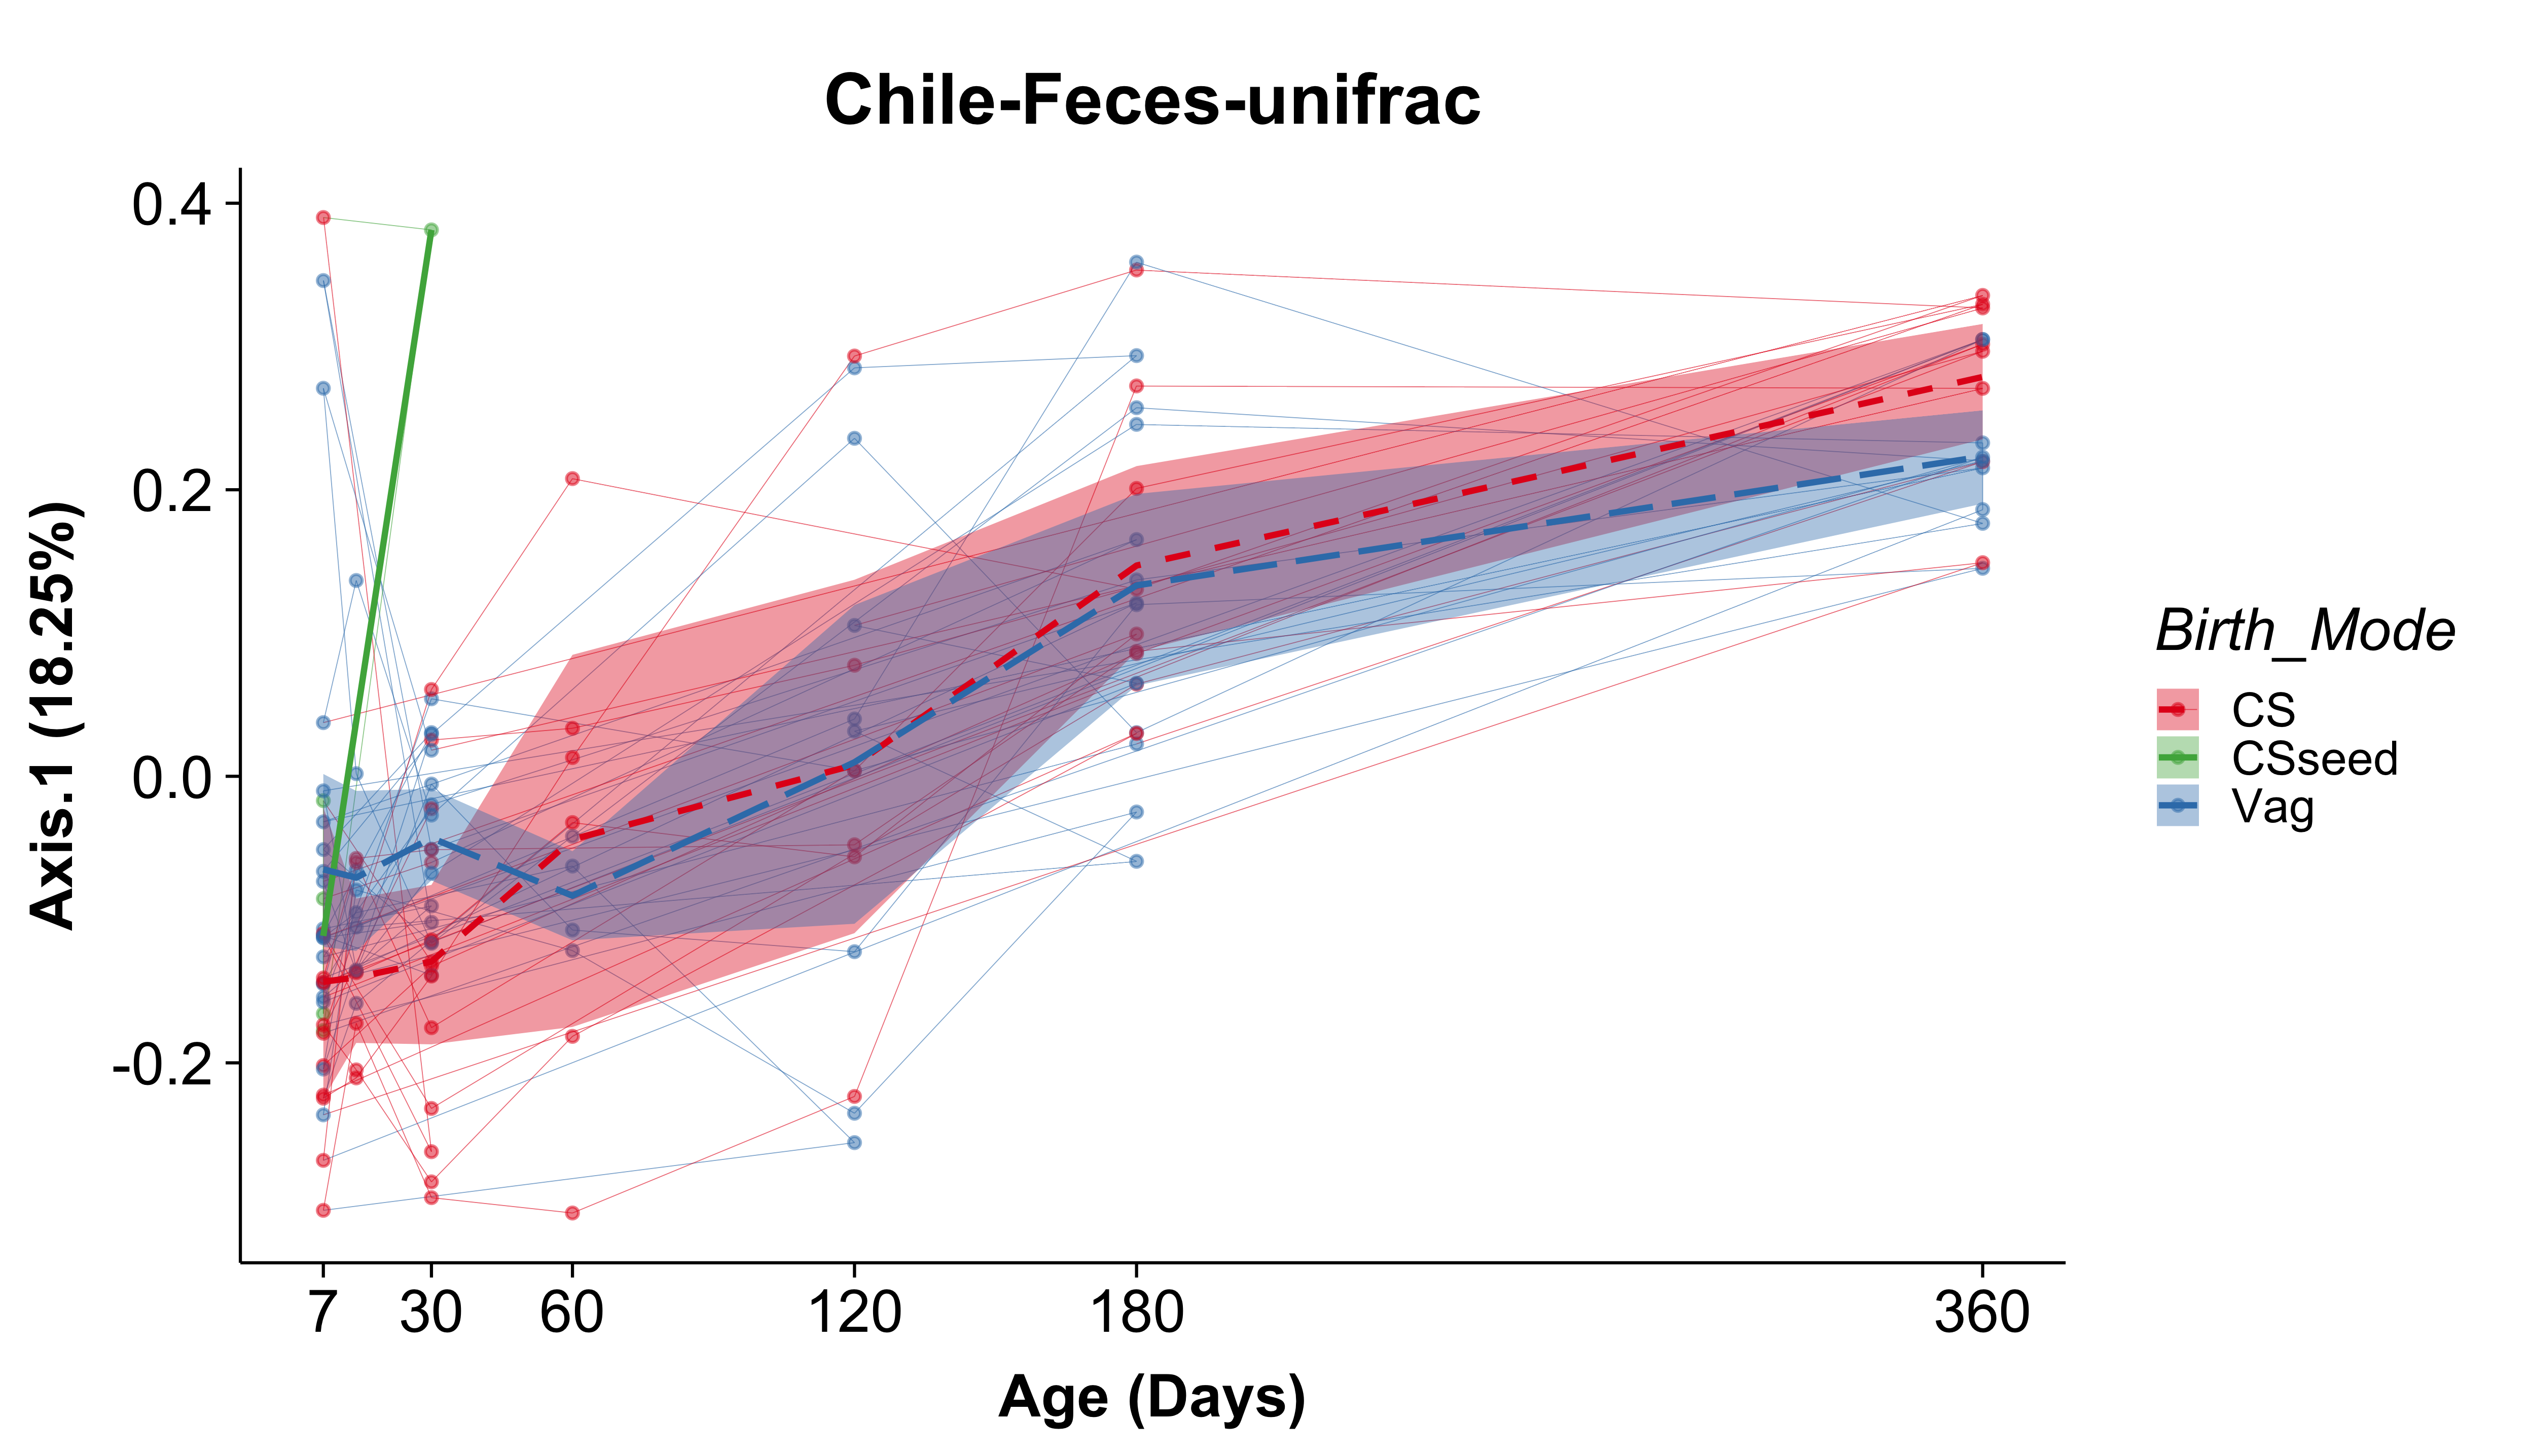 Chile-Feces-unifrac
Axis.1 (18.25%)
0.4
0.2
0.0
-0.2
7 30 60 120 180 360
Age (Days)
Birth_Mode
CS
CSseed
Vag